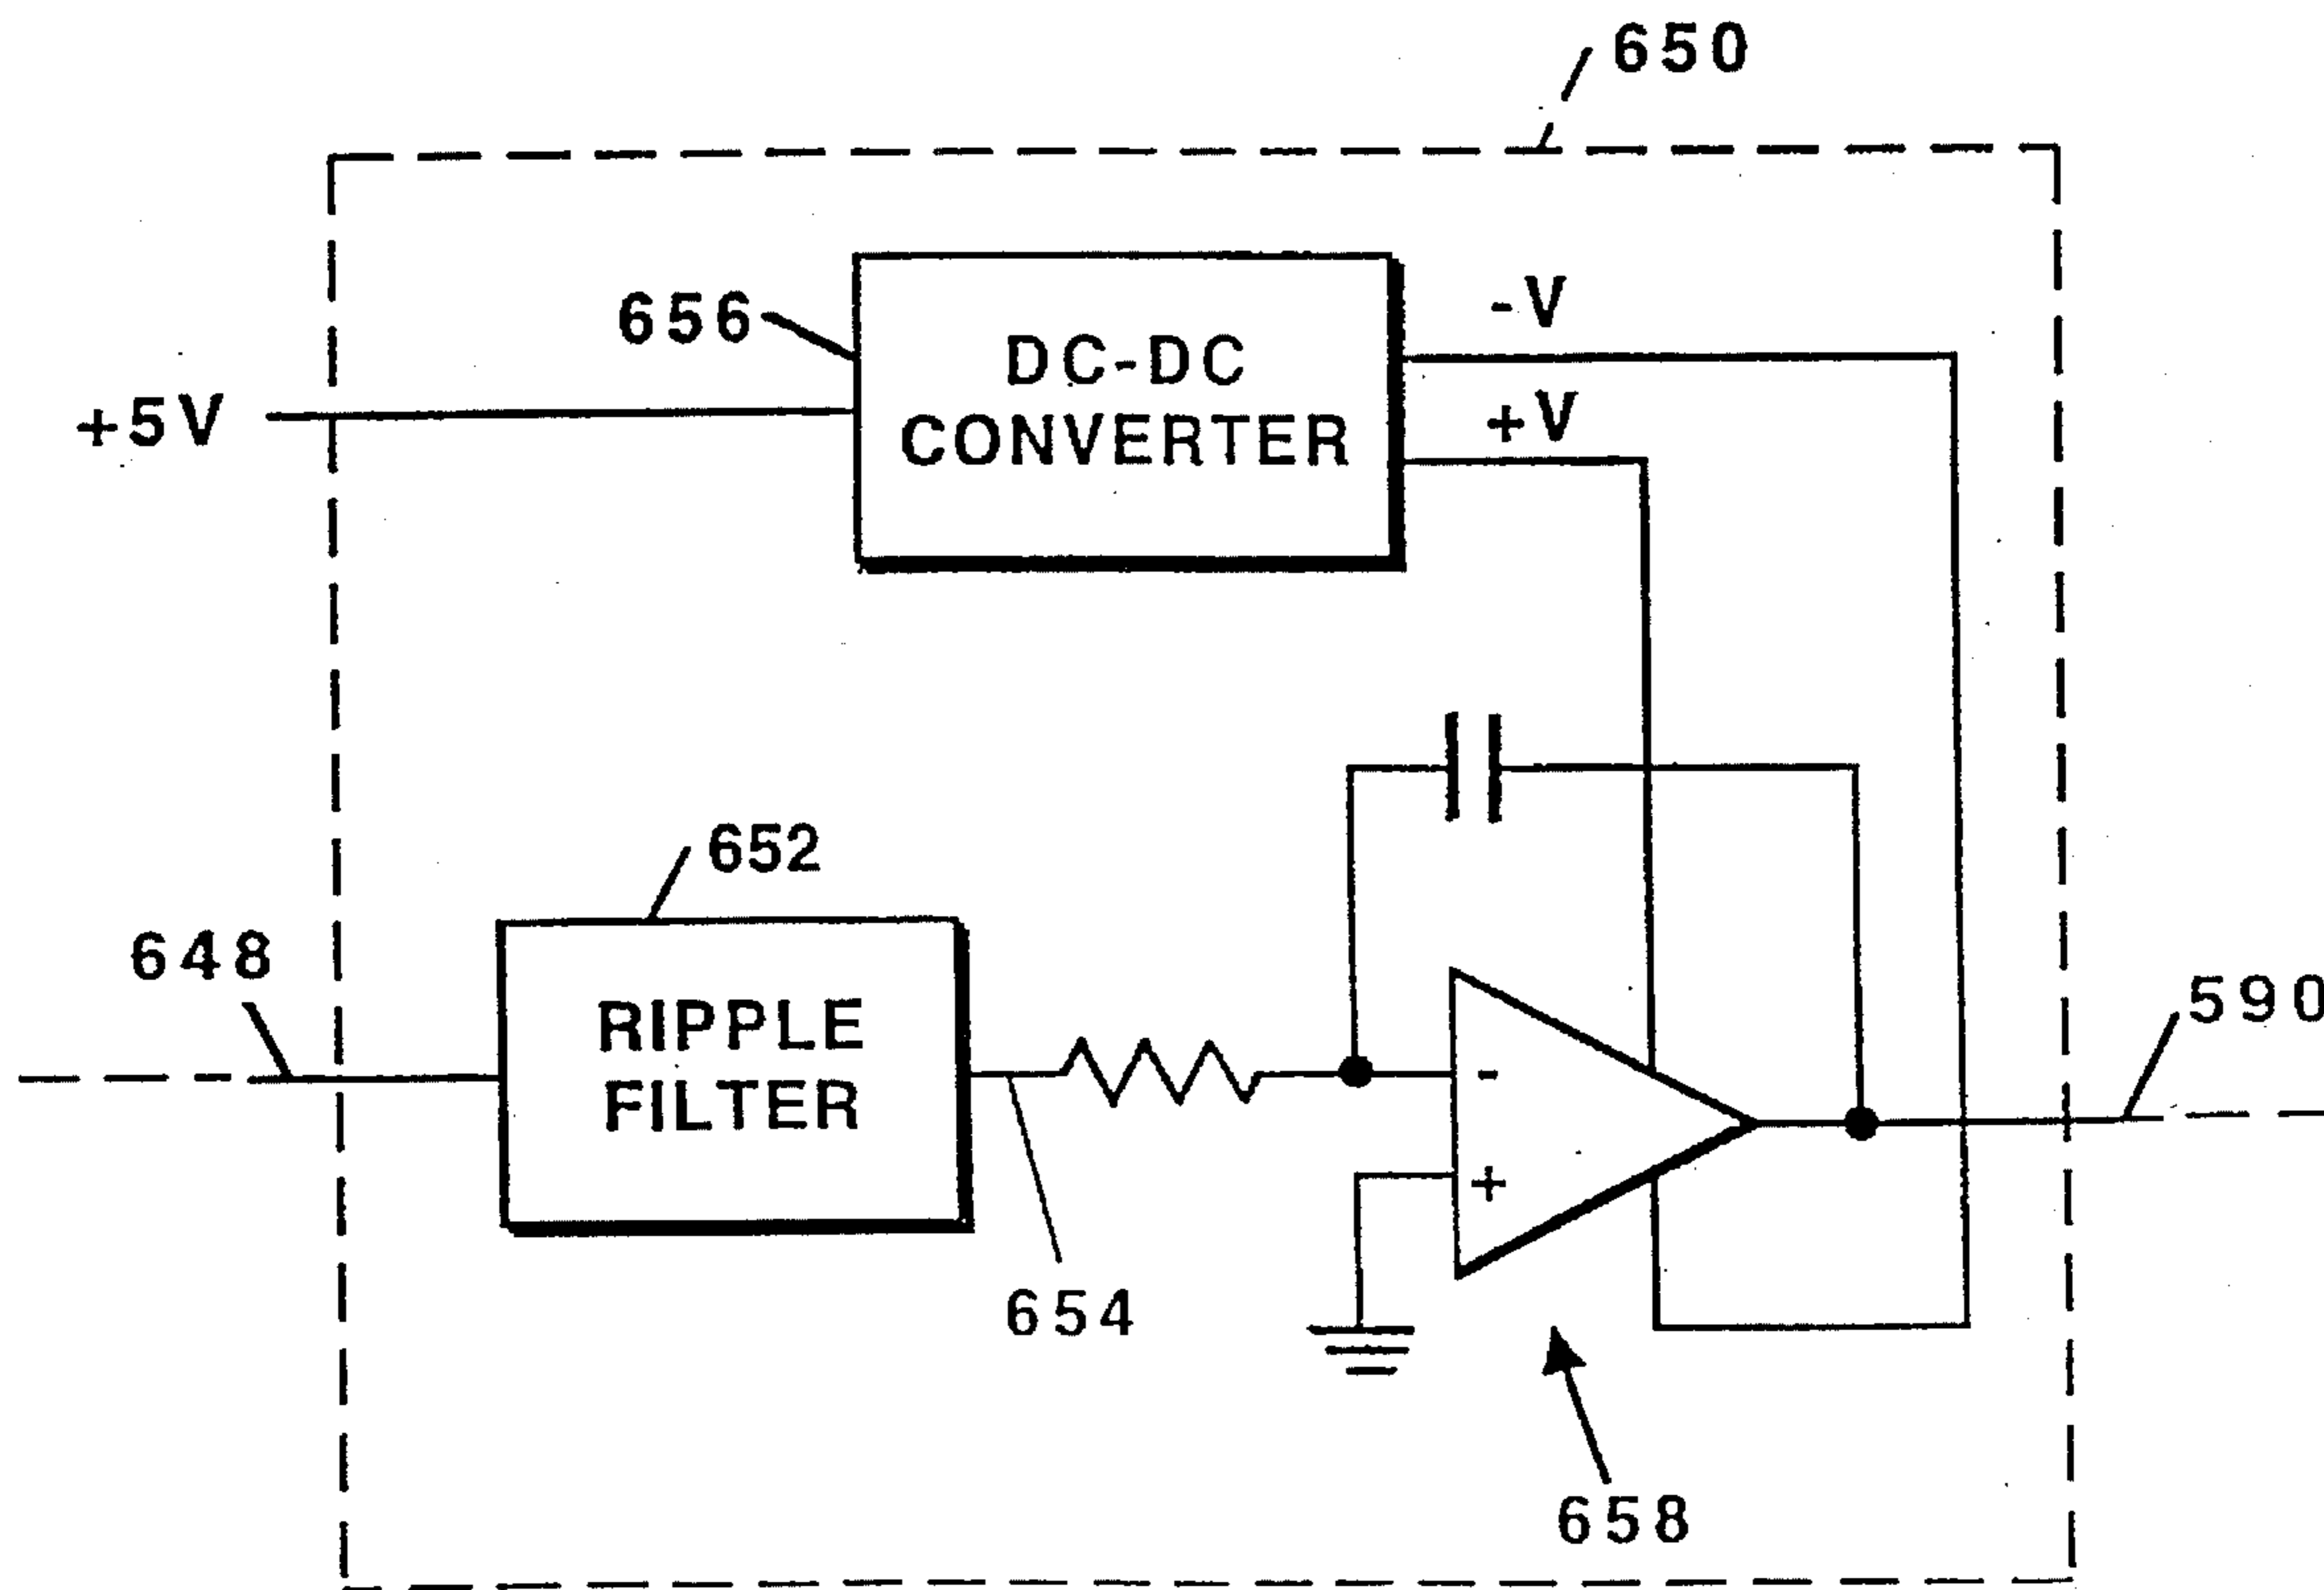 650
656
DC-DC
CONVERTER
-V
+V
+5V
652
648
RIPPLE
FILTER
-
+
590
654
658